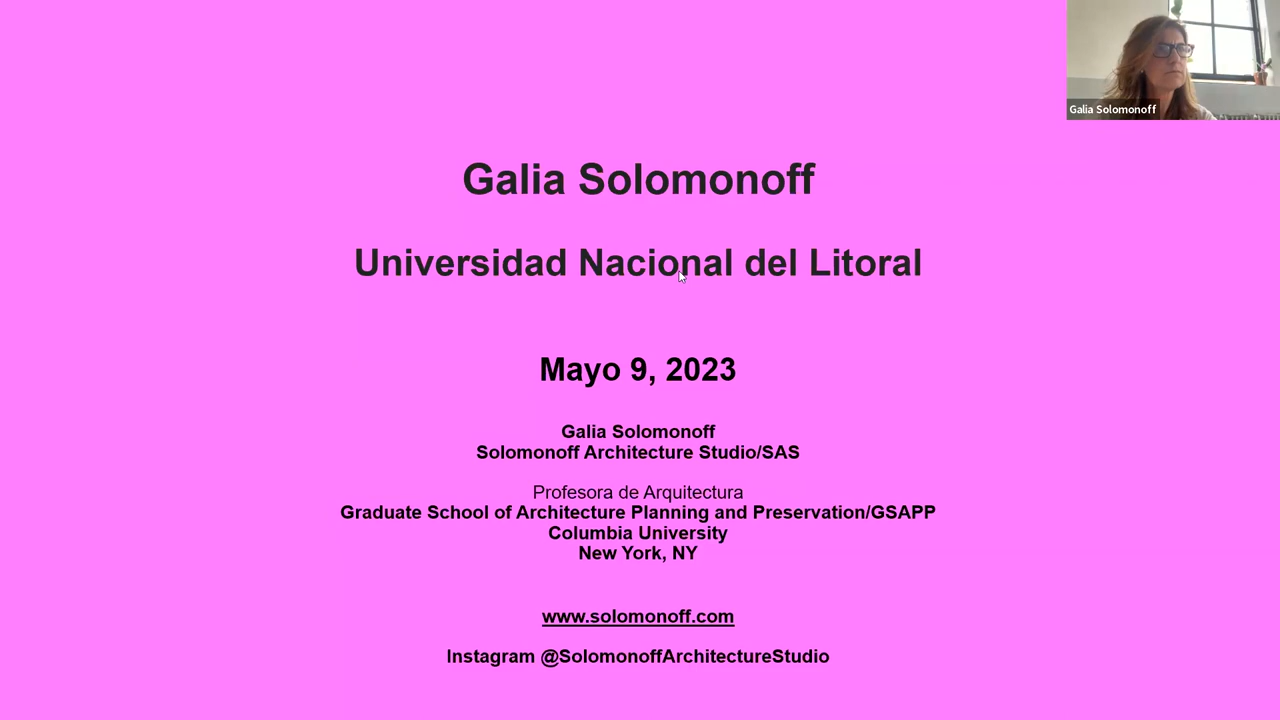 Galia Solomonoff
Galia Solomonoff
Universidad Nacional del Litoral
Mayo 9, 2023
Galia Solomonoff
Solomonoff Architecture Studio/SAS
Profesora de Arquitectura
Graduate School of Architecture Planning and Preservation/GSAPP
Columbia University
New York, NY
www.solomonoff.com
Instagram @SolomonoffArchitectureStudio